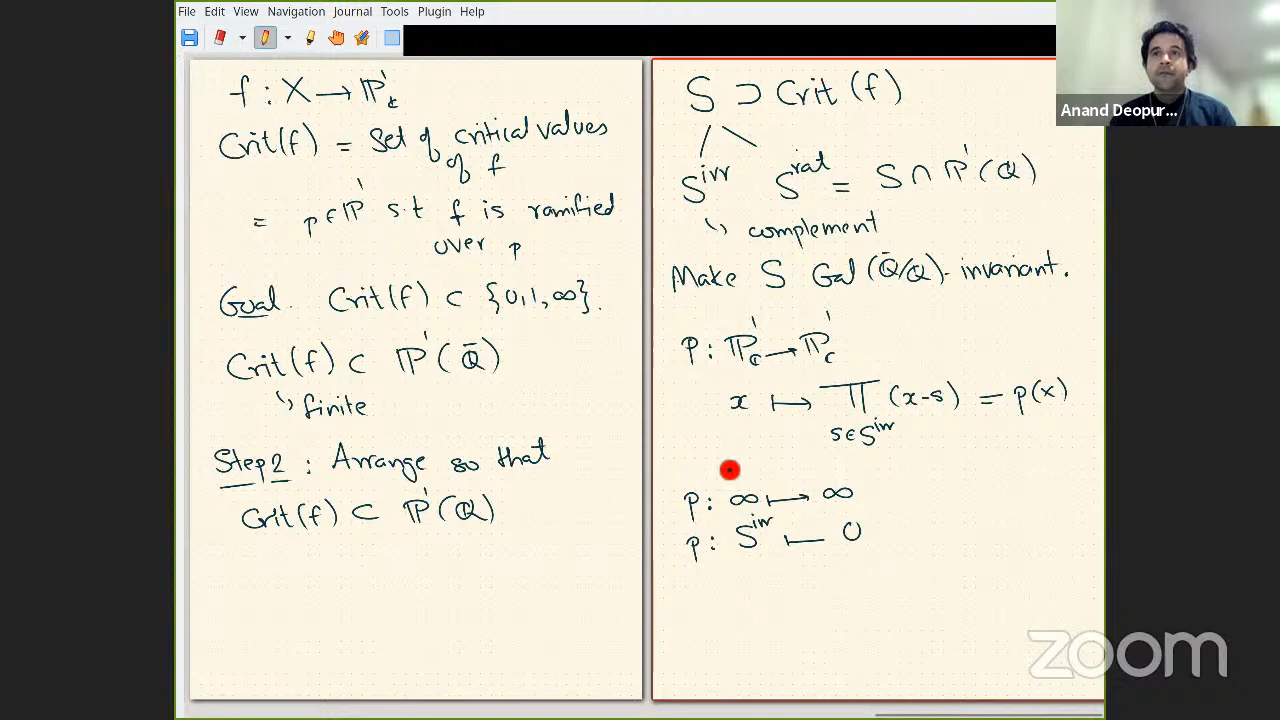 File Edit View Navigation Journal Tools Plugin Help
f : X → ℙ¹_ℂ
Crit(f) = Set of critical values of f
= p ∈ ℙ¹ s.t f is ramified over p
Goal. Crit(f) ⊂ {0,1,∞}.
Crit(f) ⊂ ℙ¹(Q̄)
↳ finite
Step 2 : Arrange so that
Crit(f) ⊂ ℙ¹(ℚ)
S ⊃ Crit(f)
S^irr S^rat = S ∩ ℙ¹(ℚ)
↳ complement
Make S Gal(Q̄/ℚ)-invariant.
p : ℙ¹_ℂ → ℙ¹_ℂ
x ↦ ∏_{s∈S^irr} (x-s) = p(x)
p : ∞ ↦ ∞
p : S^irr ↦ 0
Anand Deopur...
zoom